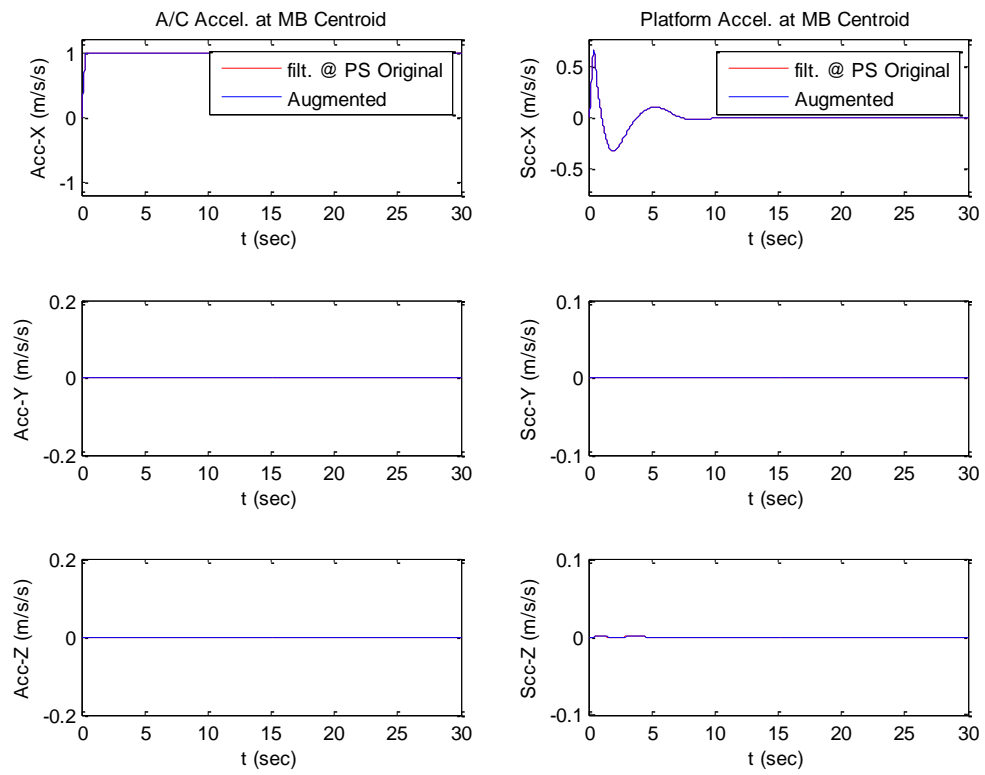 A/C Accel. at MB Centroid
Acc-X (m/s/s)
1
0
-1
filt. @ PS Original
Augmented
0 5 10 15 20 25 30
t (sec)
Platform Accel. at MB Centroid
Scc-X (m/s/s)
0.5
0
-0.5
filt. @ PS Original
Augmented
0 5 10 15 20 25 30
t (sec)
Acc-Y (m/s/s)
0.2
0
-0.2
0 5 10 15 20 25 30
t (sec)
Scc-Y (m/s/s)
0.1
0
-0.1
0 5 10 15 20 25 30
t (sec)
Acc-Z (m/s/s)
0.2
0
-0.2
0 5 10 15 20 25 30
t (sec)
Scc-Z (m/s/s)
0.1
0
-0.1
0 5 10 15 20 25 30
t (sec)